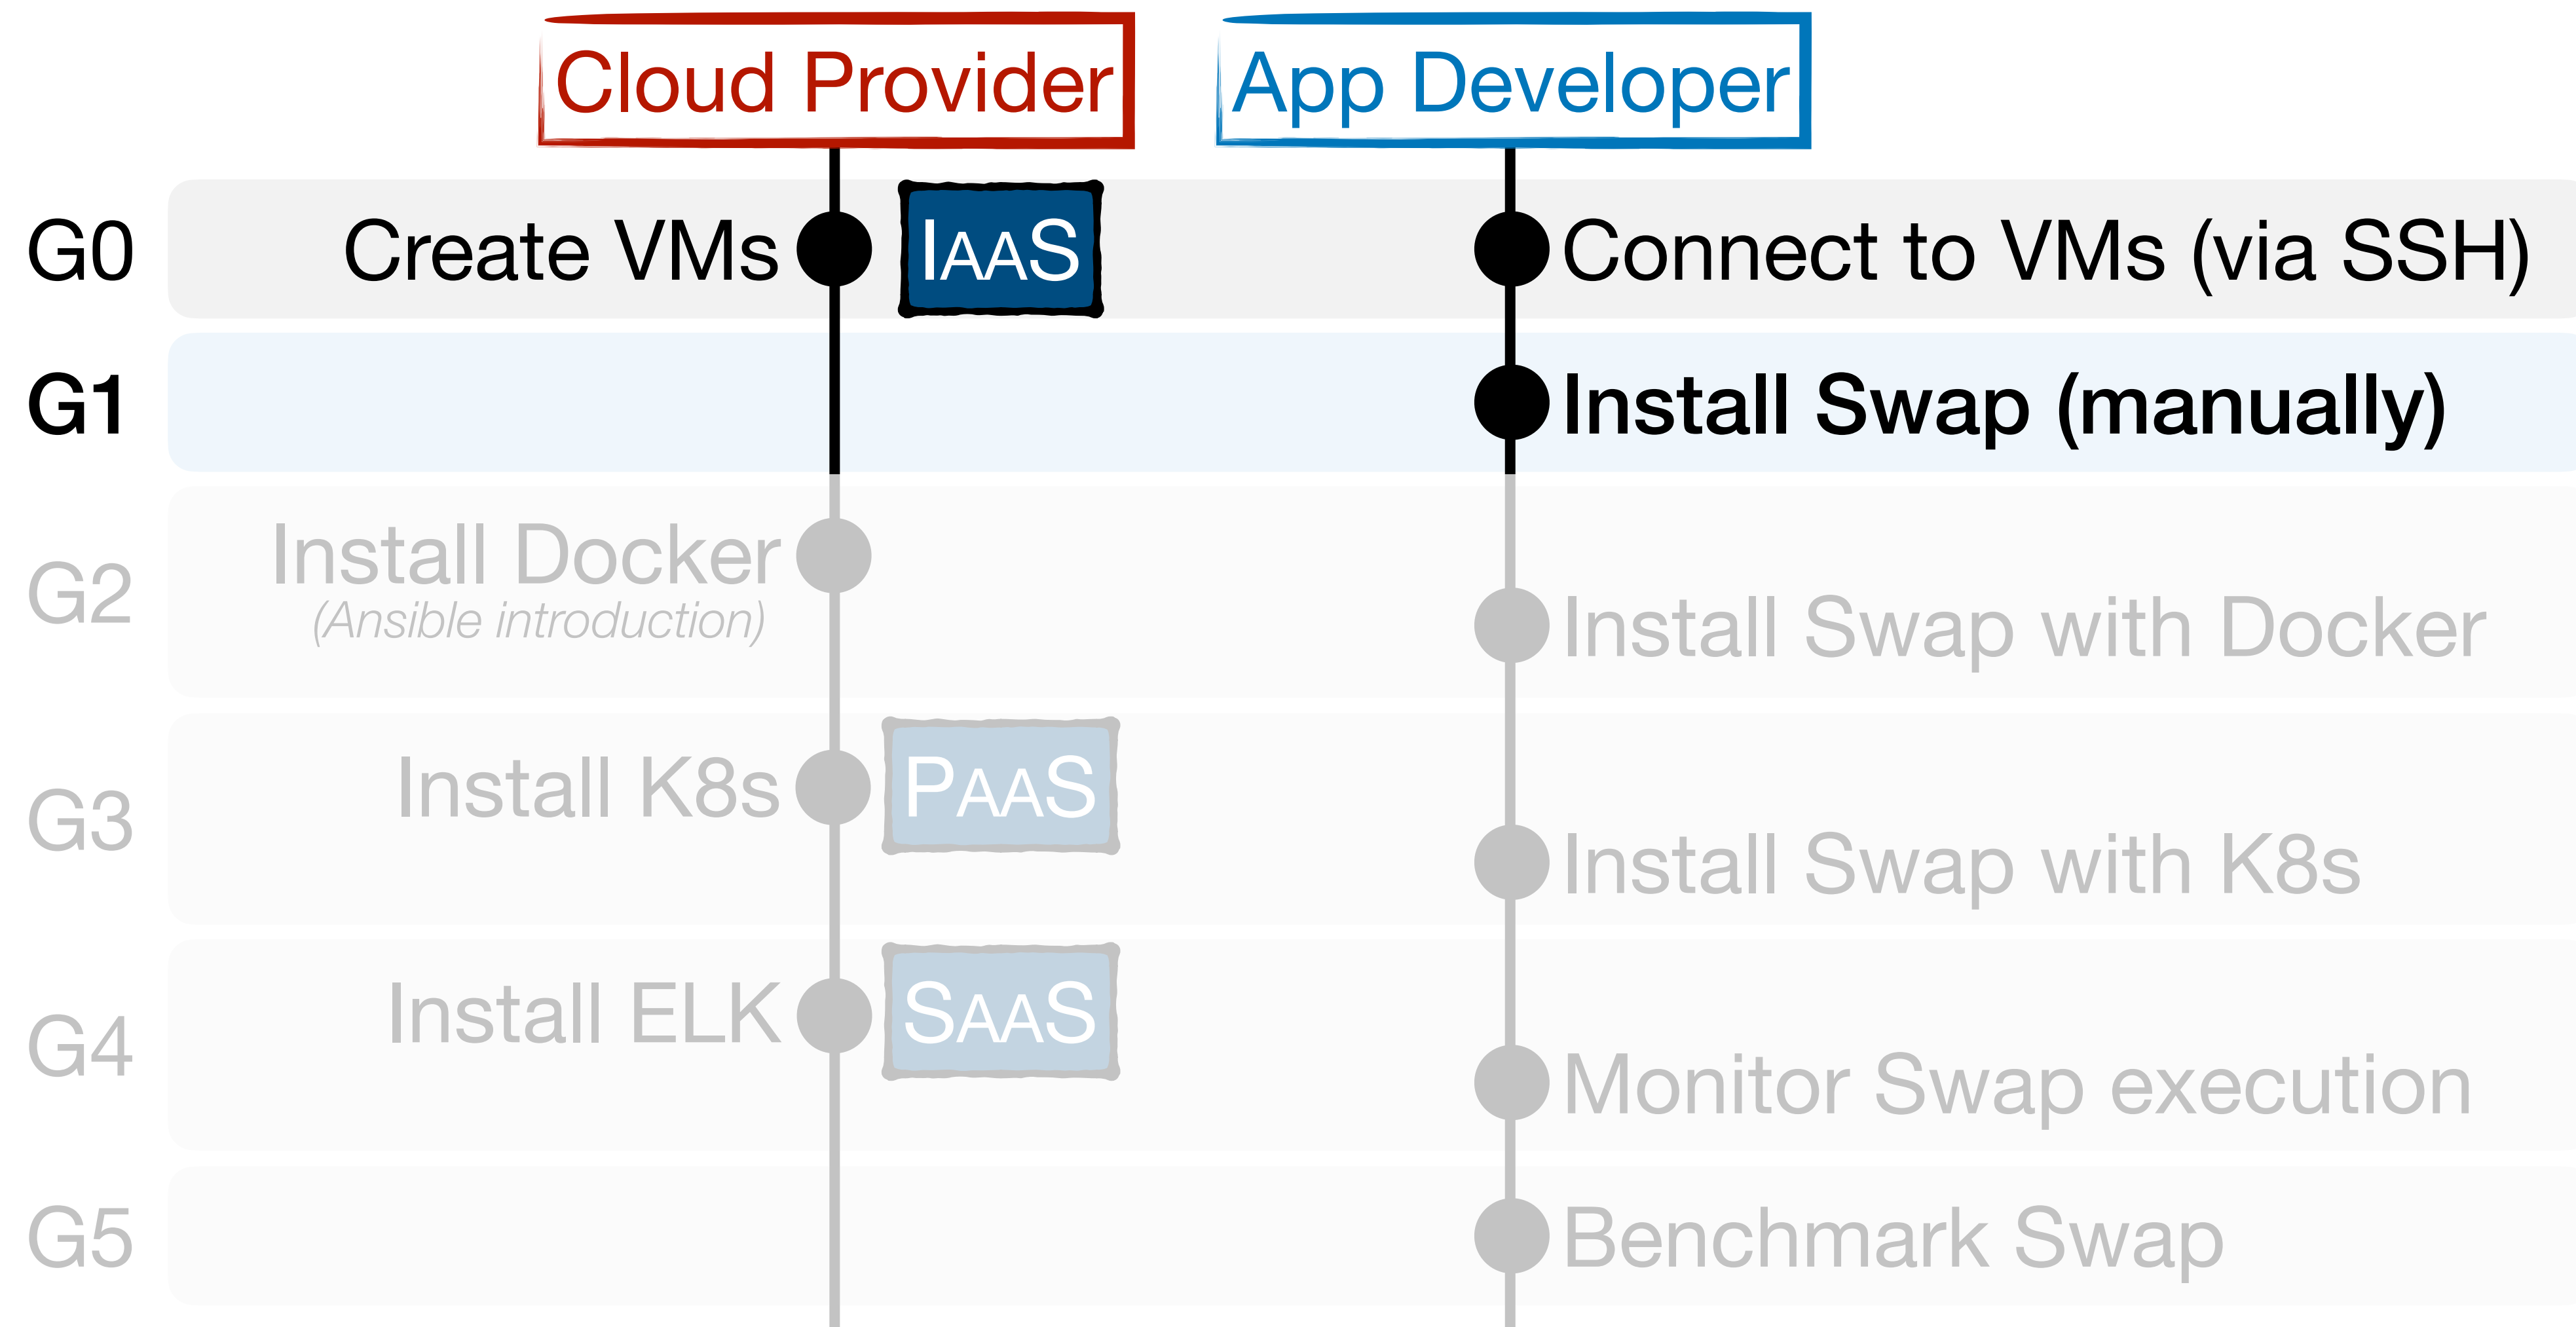 Cloud Provider
App Developer
G0
Create VMs
IAAS
Connect to VMs (via SSH)
G1
Install Swap (manually)
G2
Install Docker
(Ansible introduction)
Install Swap with Docker
G3
Install K8s
PAAS
Install Swap with K8s
G4
Install ELK
SAAS
Monitor Swap execution
G5
Benchmark Swap